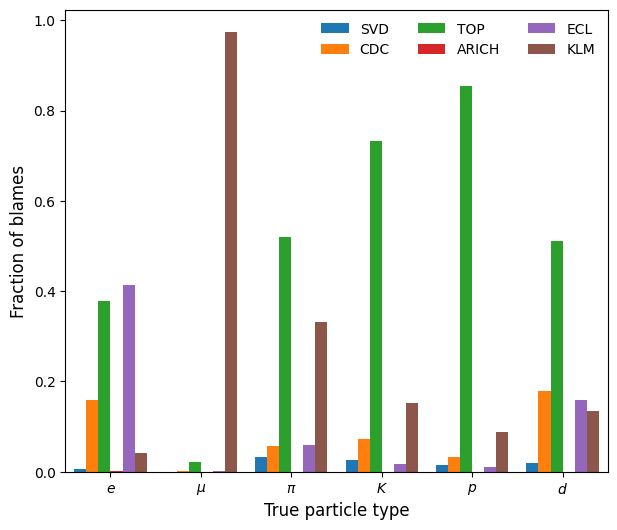 1.0
0.8
0.6
0.4
0.2
0.0
Fraction of blames
SVD
CDC
TOP
ARICH
ECL
KLM
e
μ
π
K
p
d
True particle type